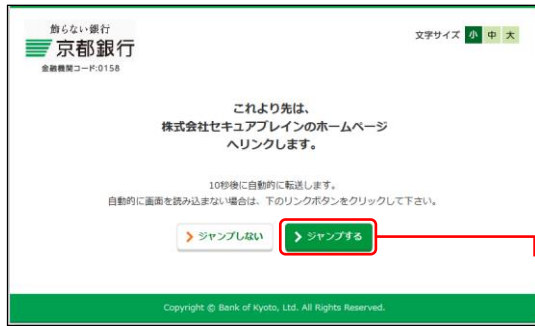 飾らない銀行
京都銀行
金融機関コード:0158
文字サイズ 小 中 大
これより先は、
株式会社セキュアブレインのホームページ
へリンクします。
10秒後に自動的に転送します。
自動的に画面を読み込まない場合は、下のリンクボタンをクリックして下さい。
ジャンプしない ジャンプする
Copyright © Bank of Kyoto, Ltd. All Rights Reserved.